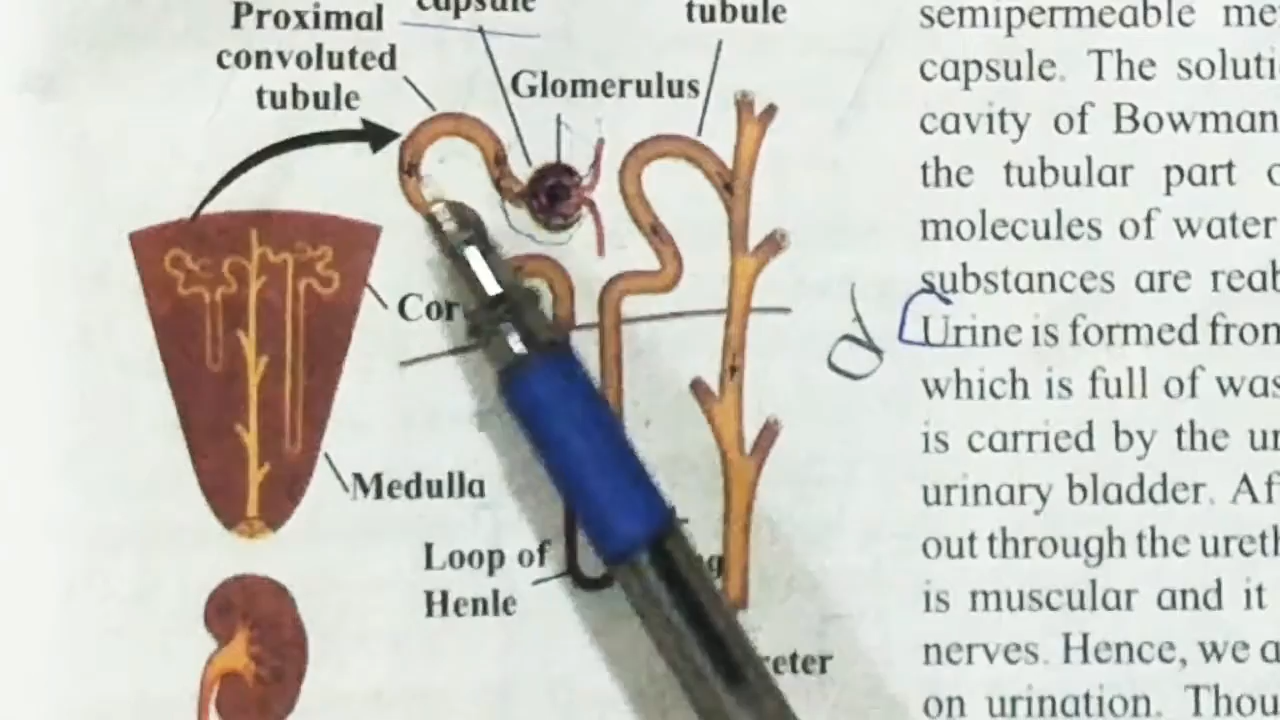 Proximal
convoluted
tubule
capsule
Glomerulus
tubule
Cor
Medulla
Loop of
Henle
eter
semipermeable me
capsule. The soluti
cavity of Bowman
the tubular part
molecules of water
substances are reab
Urine is formed from
which is full of was
is carried by the ur
urinary bladder. Af
out through the ureth
is muscular and it
nerves. Hence, we a
on urination. Thou